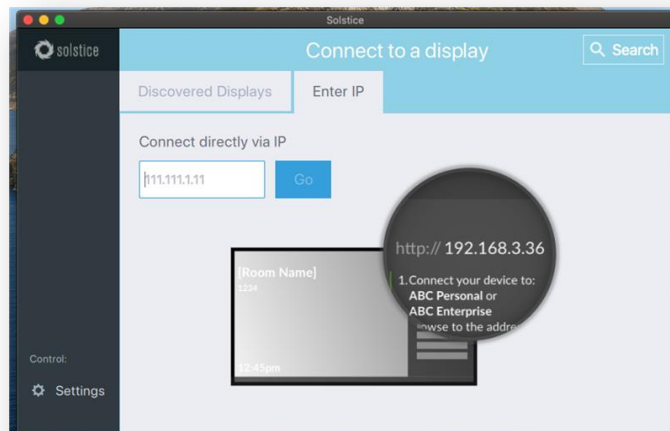 Solstice
solstice
Connect to a display
Search
Discovered Displays
Enter IP
Connect directly via IP
111.111.1.11
Go
http:// 192.168.3.36
1.Connect your device to:
ABC Personal or
ABC Enterprise
to the
[Room Name]
1234
12:45pm
Control:
Settings